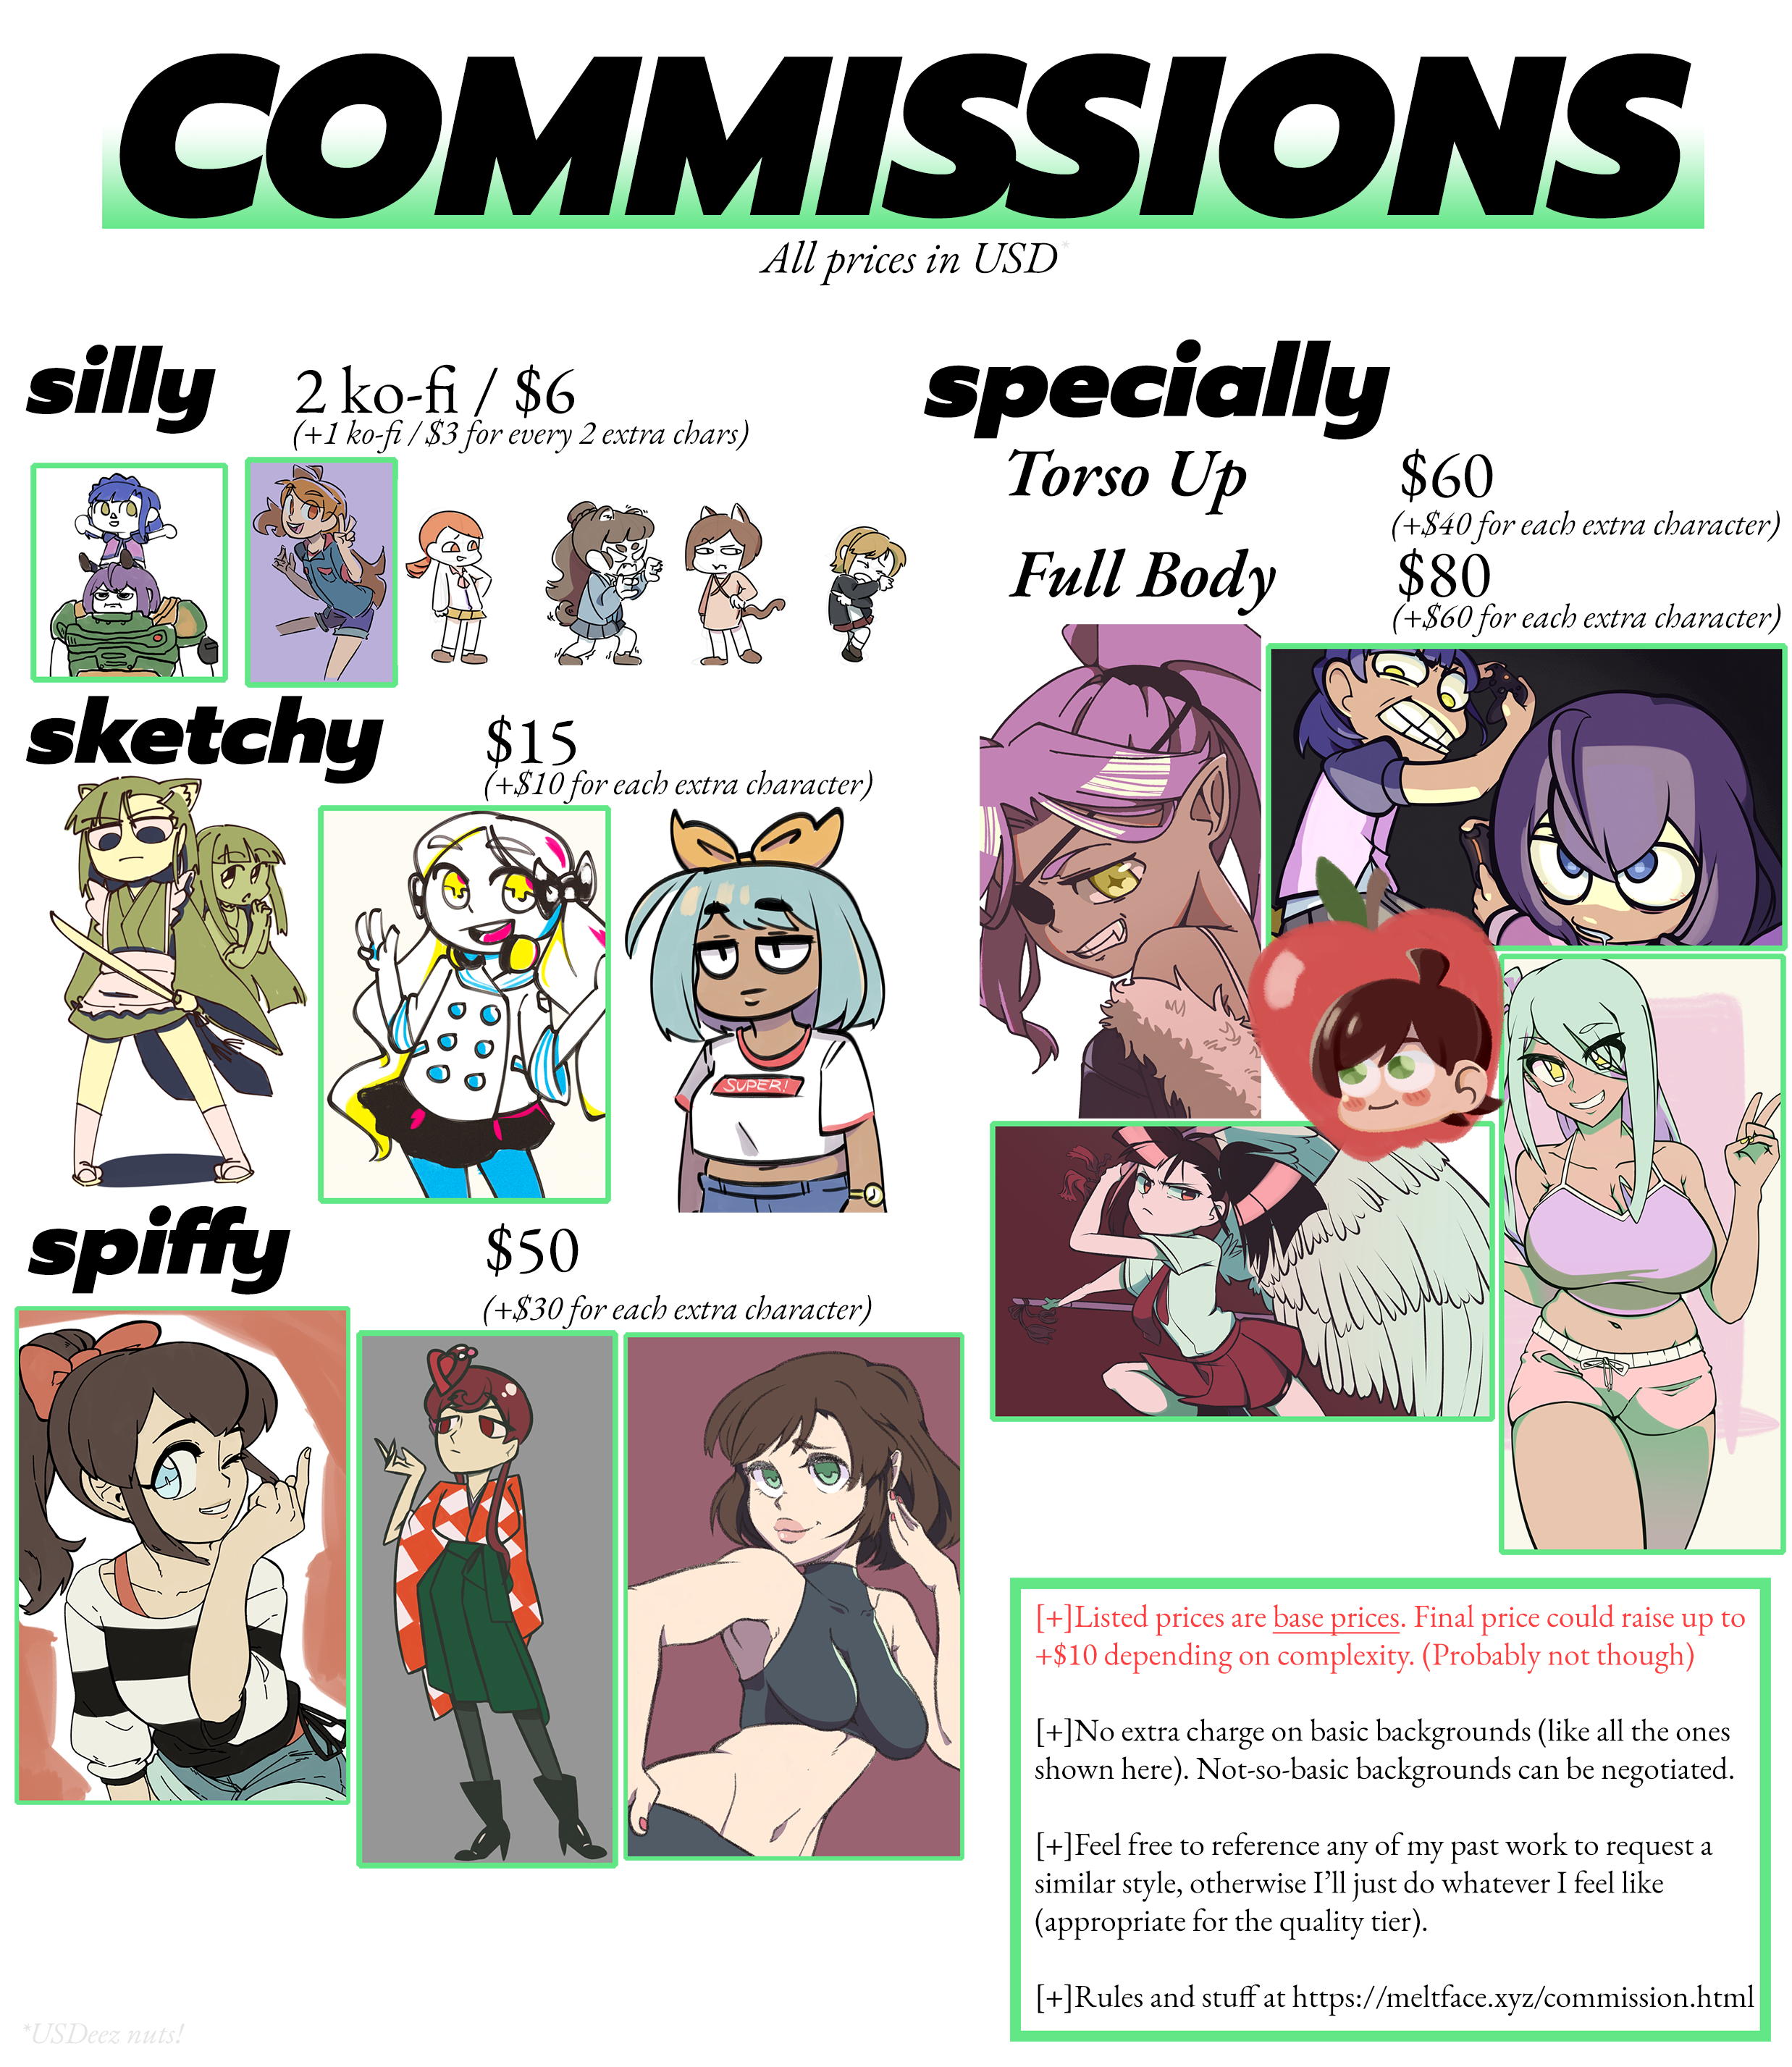 COMMISSIONS
All prices in USD*
silly
2 ko-fi / $6
(+1 ko-fi / $3 for every 2 extra chars)
sketchy
$15
(+$10 for each extra character)
SUPER!
spiffy
$50
(+$30 for each extra character)
specially
Torso Up
$60
(+$40 for each extra character)
Full Body
$80
(+$60 for each extra character)
[+]Listed prices are base prices. Final price could raise up to
+$10 depending on complexity. (Probably not though)
[+]No extra charge on basic backgrounds (like all the ones
shown here). Not-so-basic backgrounds can be negotiated.
[+]Feel free to reference any of my past work to request a
similar style, otherwise I’ll just do whatever I feel like
(appropriate for the quality tier).
[+]Rules and stuff at https://meltface.xyz/commission.html
*USDeez nuts!